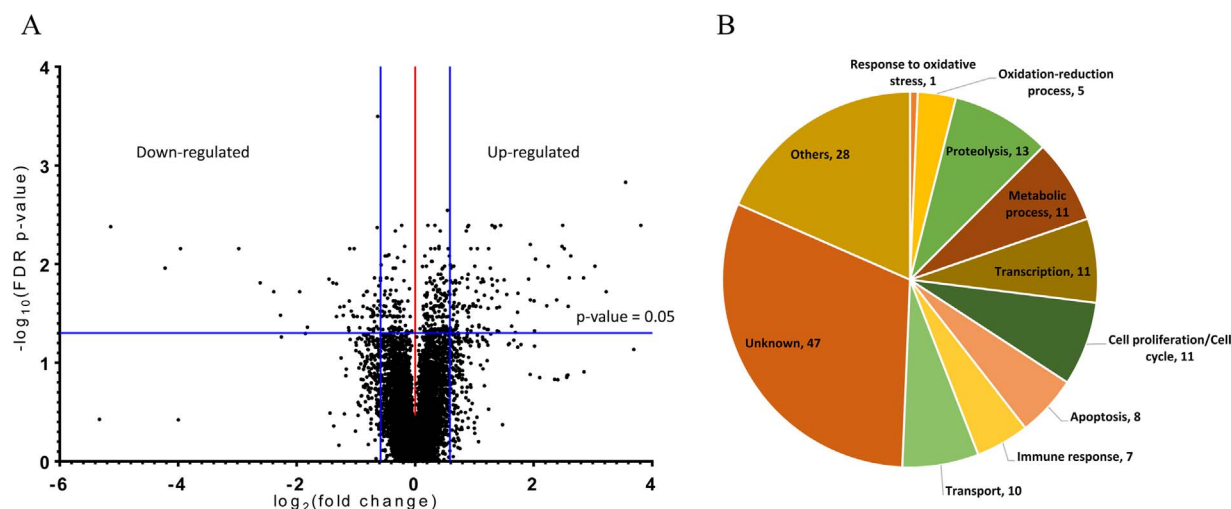 A
4
3
2
1
0
-6
-4
-2
0
2
4
-log10(FDR p-value)
log2(fold change)
Down-regulated
Up-regulated
p-value = 0.05
B
Response to oxidative
stress, 1
Oxidation-reduction
process, 5
Proteolysis, 13
Metabolic
process, 11
Transcription, 11
Cell proliferation/Cell
cycle, 11
Apoptosis, 8
Immune response, 7
Transport, 10
Unknown, 47
Others, 28